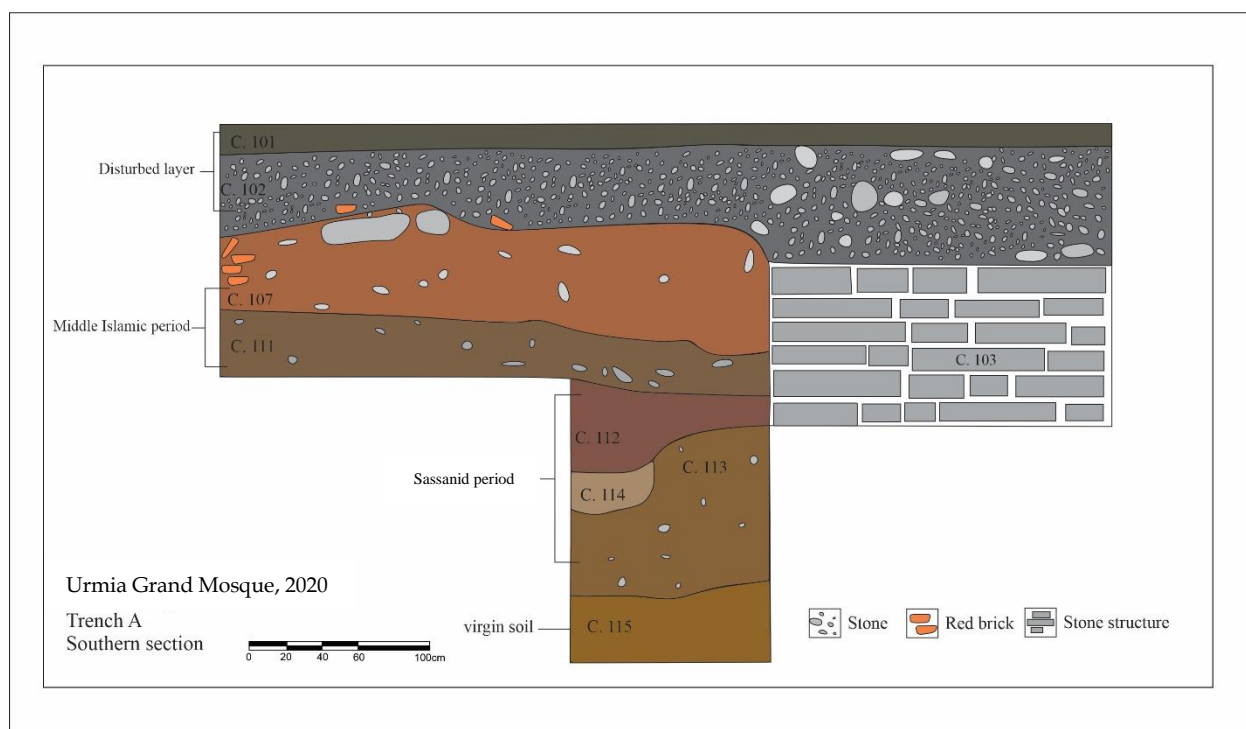 C. 101
Disturbed layer
C. 102
C. 107
Middle Islamic period
C. 111
C. 103
C. 112
C. 113
Sassanid period
C. 114
Urmia Grand Mosque, 2020
Trench A
Southern section
0 20 40 60 100cm
virgin soil
C. 115
Stone
Red brick
Stone structure